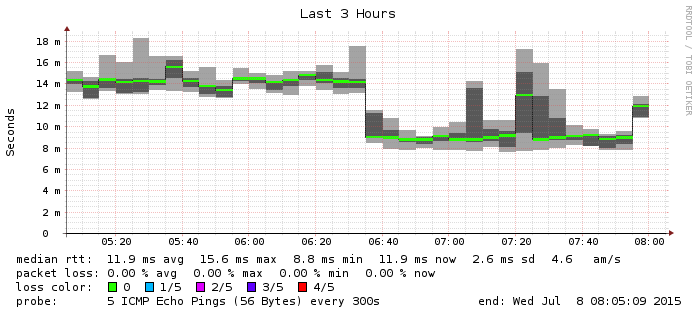 Last 3 Hours
RRDTOOL / TOBI OETIKER
Seconds
18 m
16 m
14 m
12 m
10 m
8 m
6 m
4 m
2 m
0
05:20 05:40 06:00 06:20 06:40 07:00 07:20 07:40 08:00
median rtt: 11.9 ms avg 15.6 ms max 8.8 ms min 11.9 ms now 2.6 ms sd 4.6 am/s
packet loss: 0.00 % avg 0.00 % max 0.00 % min 0.00 % now
loss color: 0 1/5 2/5 3/5 4/5
probe: 5 ICMP Echo Pings (56 Bytes) every 300s end: Wed Jul 8 08:05:09 2015